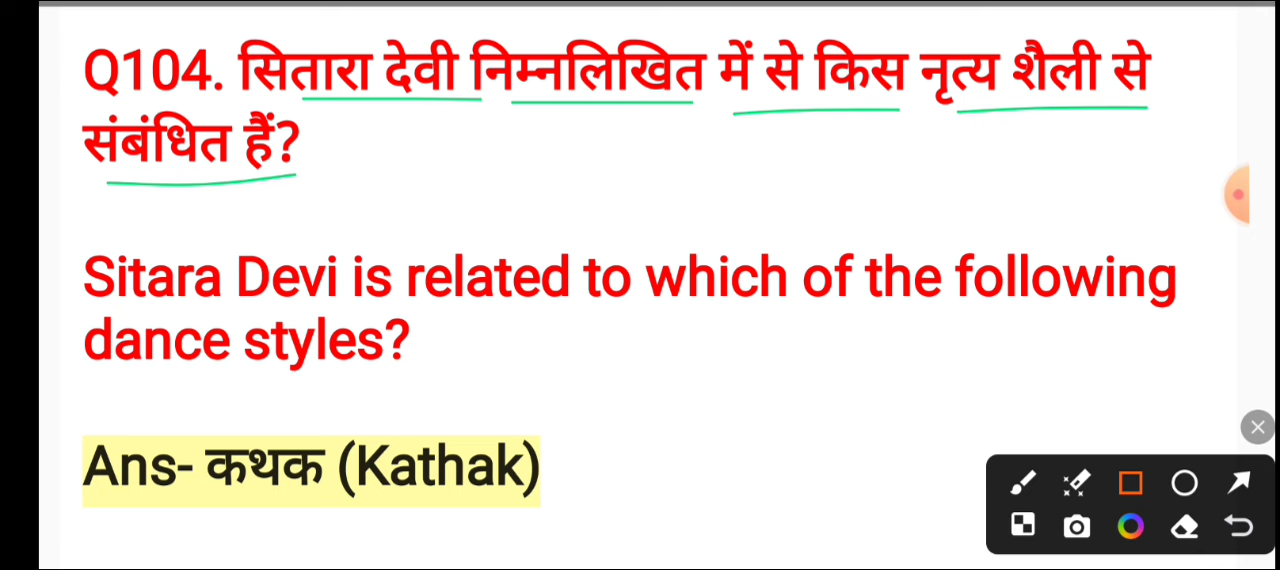 Q104. सितारा देवी निम्नलिखित में से किस नृत्य शैली से
संबंधित हैं?
Sitara Devi is related to which of the following
dance styles?
Ans- कथक (Kathak)